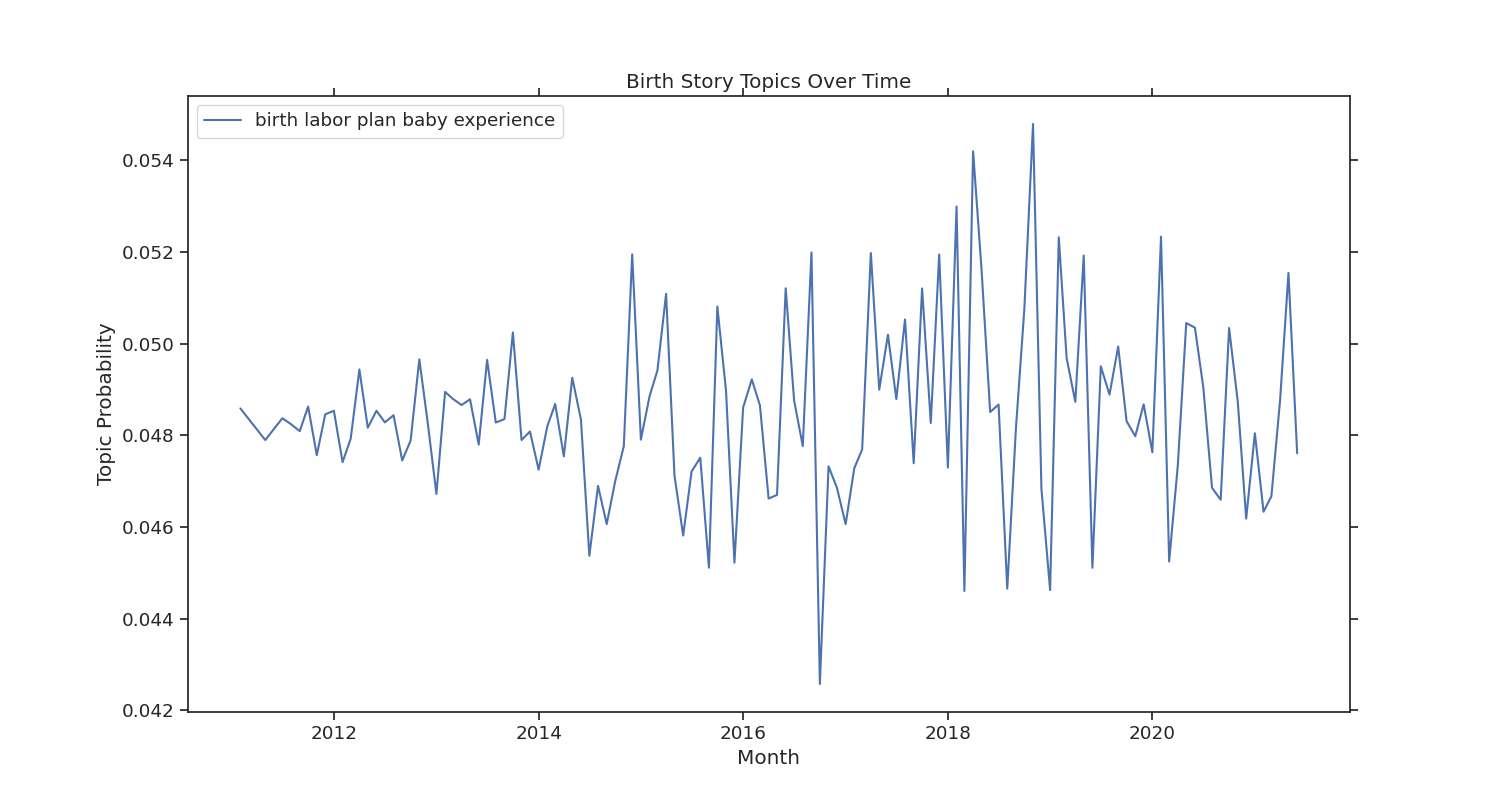 Birth Story Topics Over Time
birth labor plan baby experience
Topic Probability
0.054
0.052
0.050
0.048
0.046
0.044
0.042
2012 2014 2016 2018 2020
Month